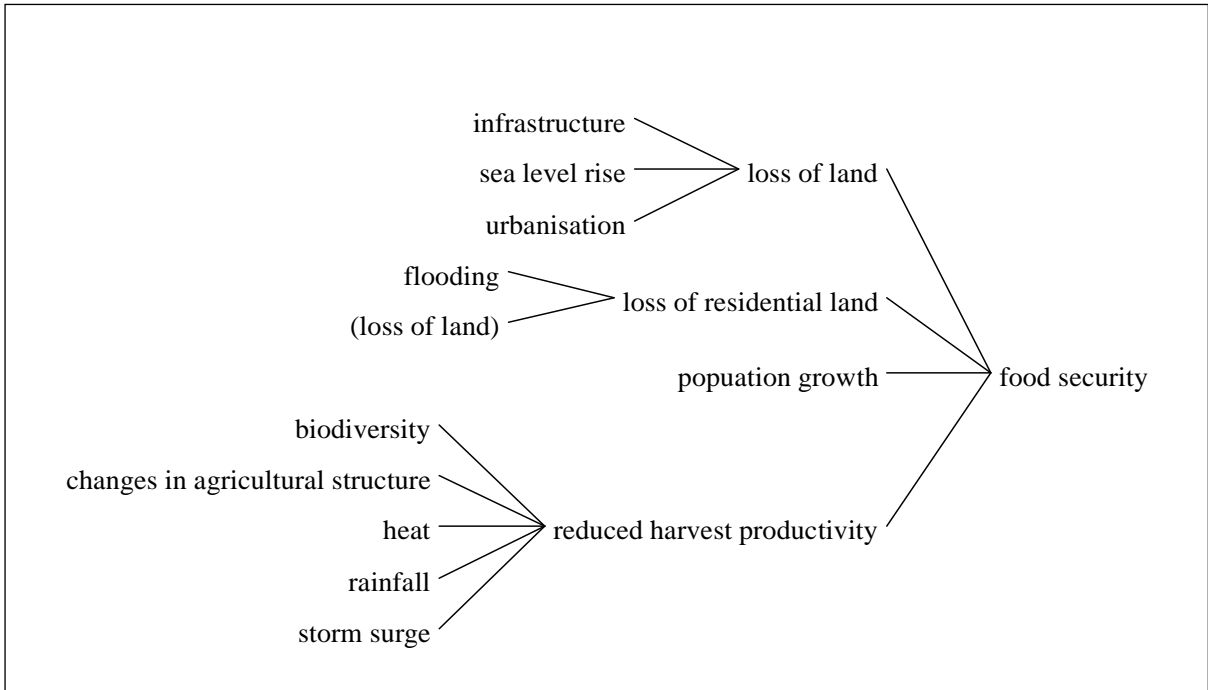 infrastructure
sea level rise
loss of land
urbanisation
flooding
loss of residential land
(loss of land)
popuation growth
food security
biodiversity
changes in agricultural structure
heat
reduced harvest productivity
rainfall
storm surge